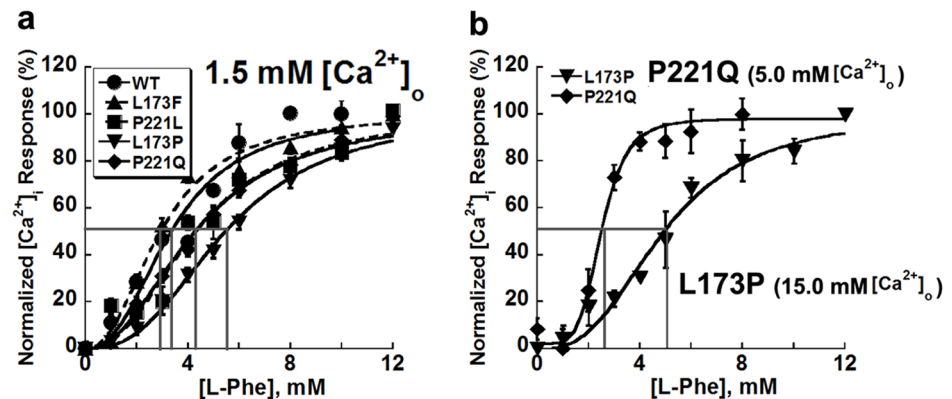 a
1.5 mM [Ca2+]o
Normalized [Ca2+]i Response (%)
120
100
80
60
40
20
0
WT
L173F
P221L
L173P
P221Q
0 4 8 12
[L-Phe], mM
b
P221Q (5.0 mM [Ca2+]o)
Normalized [Ca2+]i Response (%)
120
100
80
60
40
20
0
L173P
P221Q
L173P (15.0 mM [Ca2+]o)
0 4 8 12
[L-Phe], mM